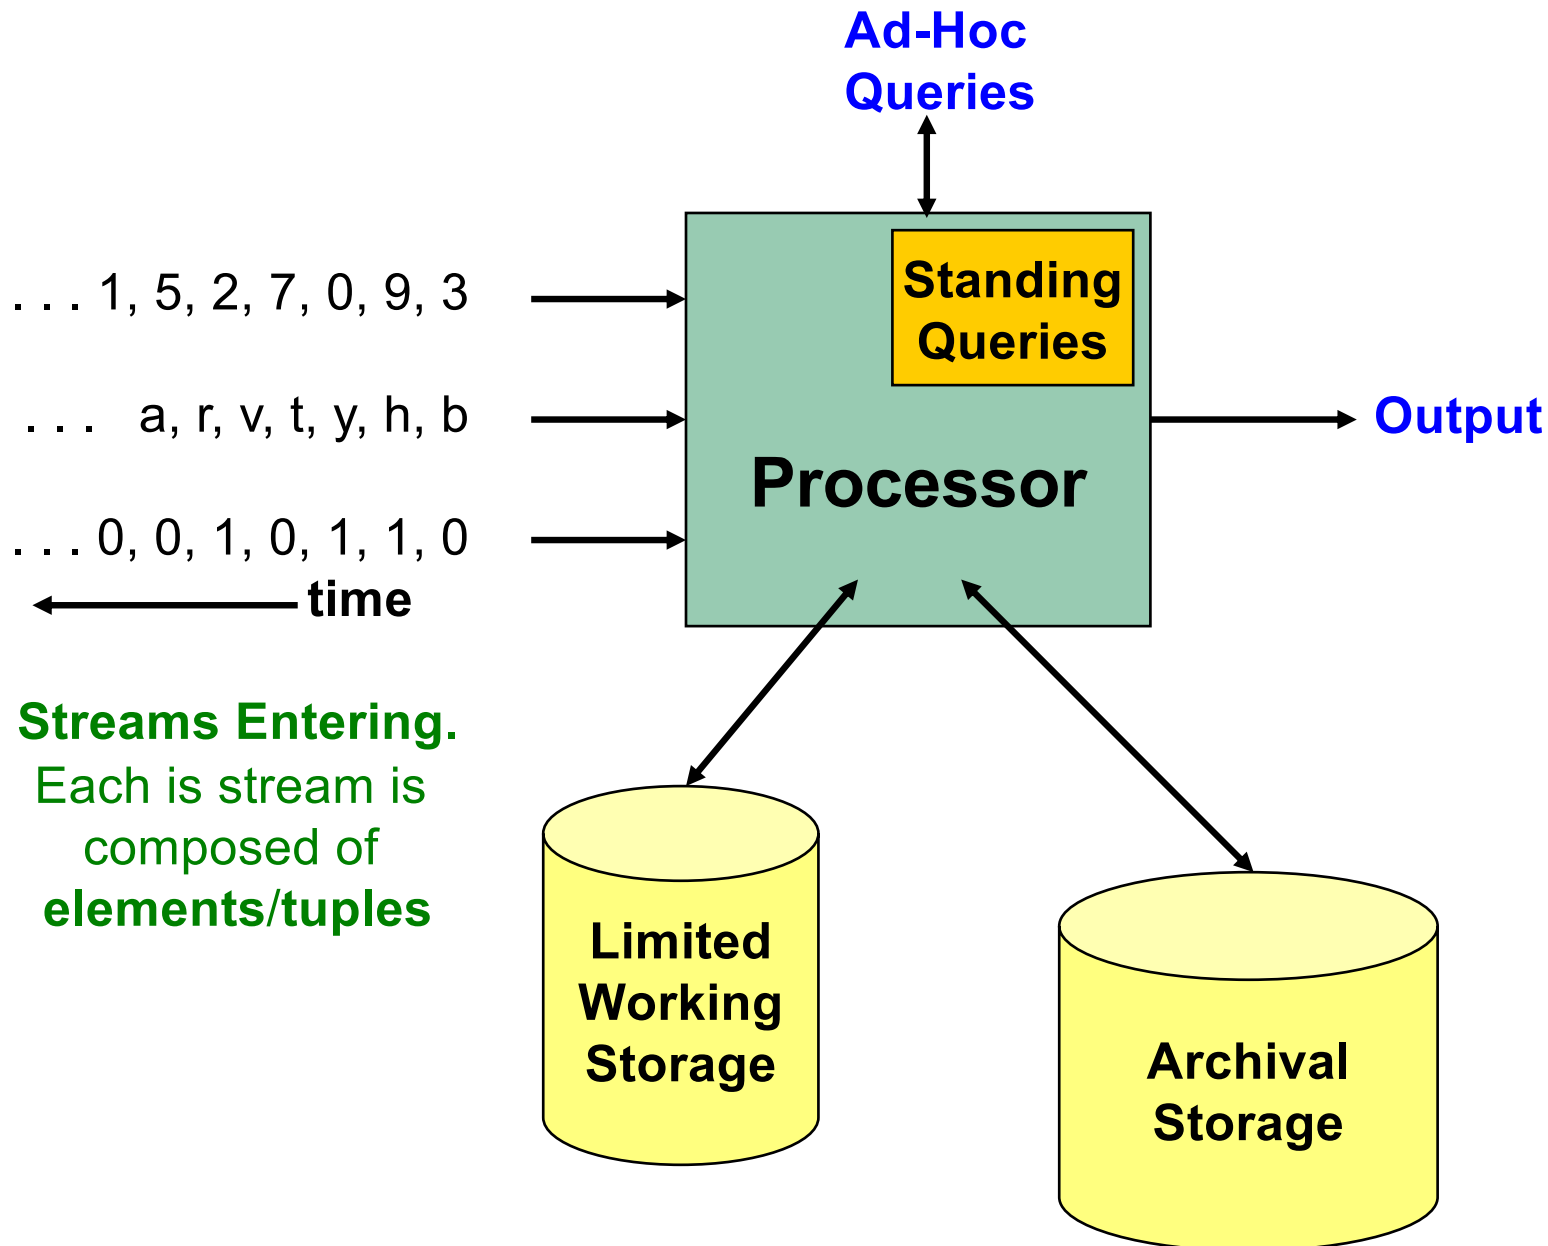 Ad-Hoc
Queries
. . . 1, 5, 2, 7, 0, 9, 3
Standing
Queries
. . . a, r, v, t, y, h, b
Output
Processor
. . . 0, 0, 1, 0, 1, 1, 0
time
Streams Entering.
Each is stream is
composed of
elements/tuples
Limited
Working
Storage
Archival
Storage